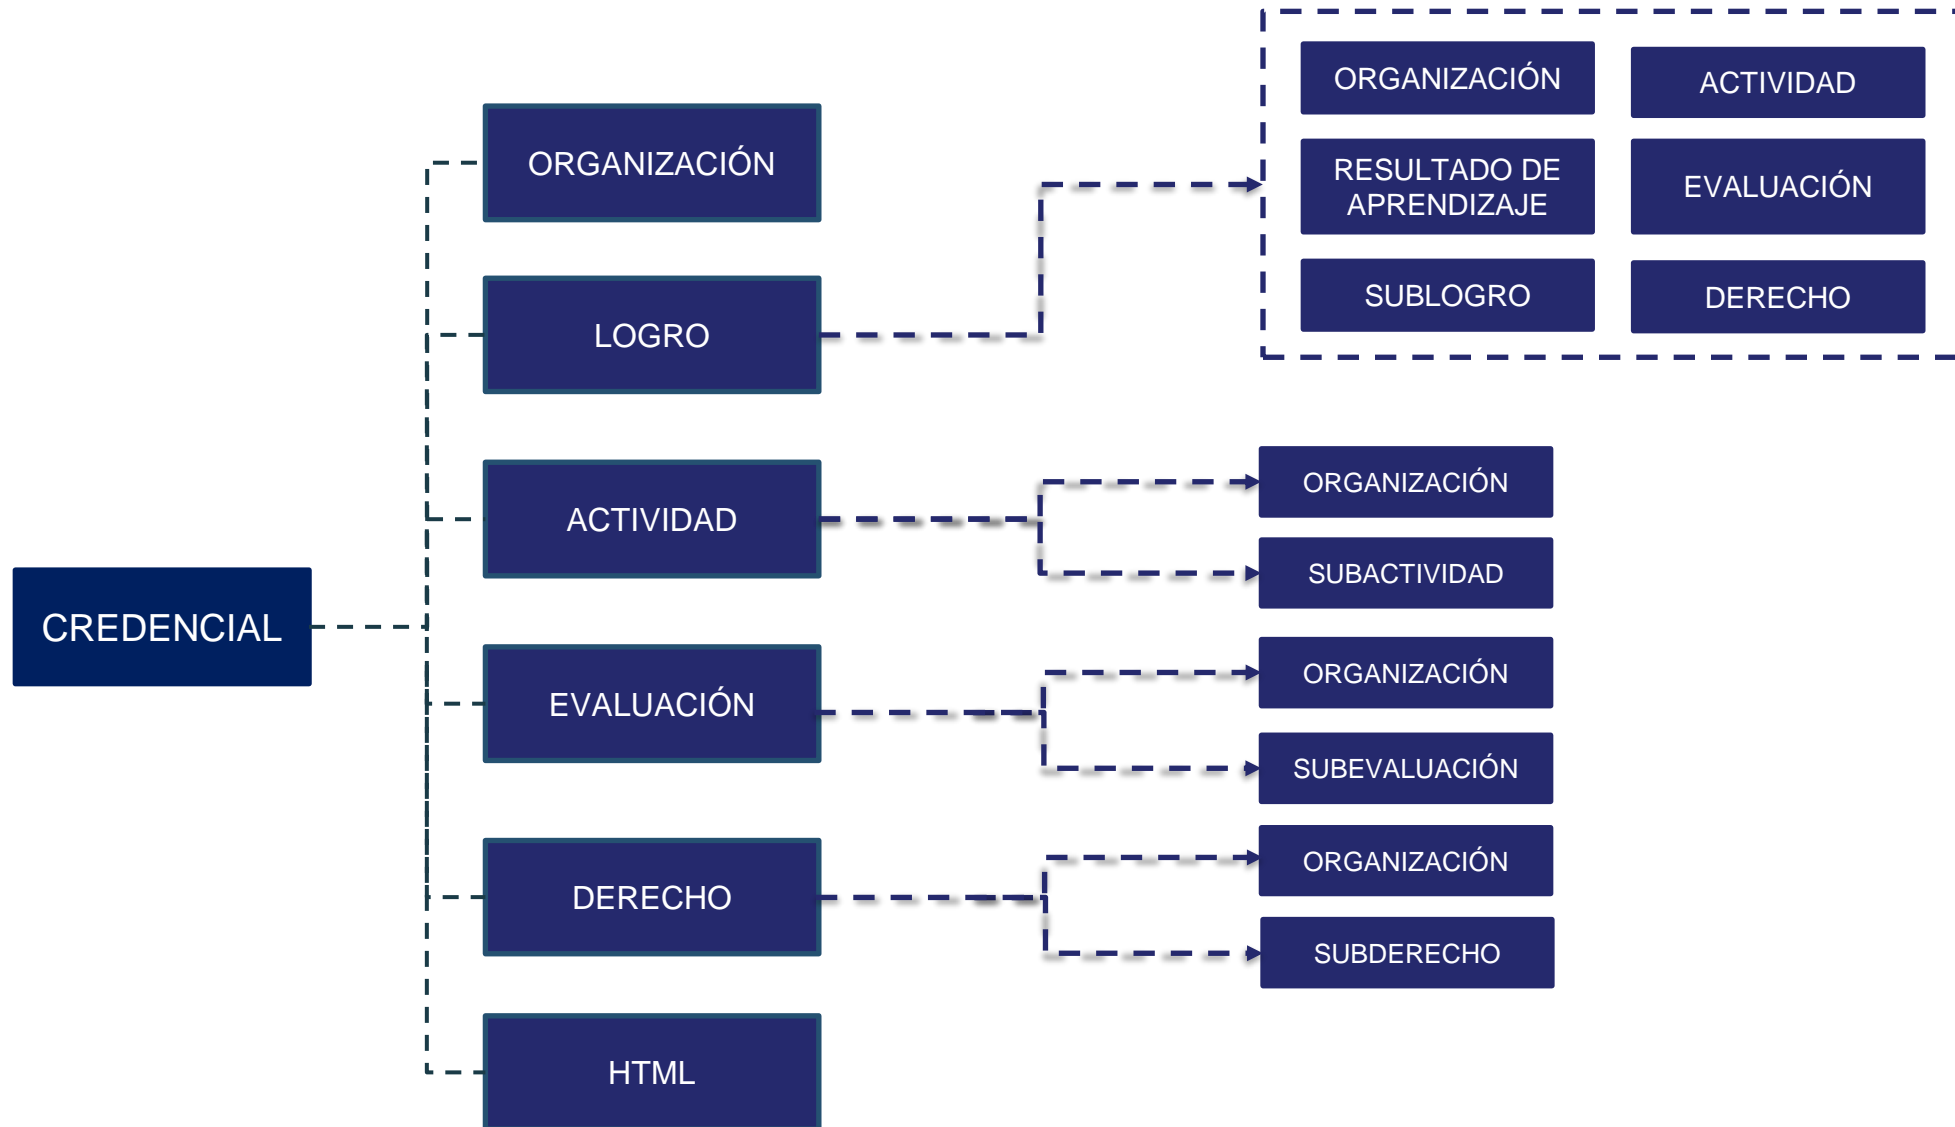 CREDENCIAL
ORGANIZACIÓN
LOGRO
ACTIVIDAD
EVALUACIÓN
DERECHO
HTML
ORGANIZACIÓN
ACTIVIDAD
RESULTADO DE
APRENDIZAJE
EVALUACIÓN
SUBLOGRO
DERECHO
ORGANIZACIÓN
SUBACTIVIDAD
ORGANIZACIÓN
SUBEVALUACIÓN
ORGANIZACIÓN
SUBDERECHO